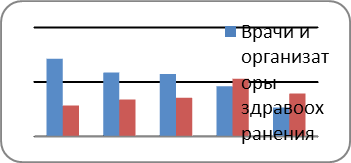 Врачи и
организат
оры
здравоох
ранения